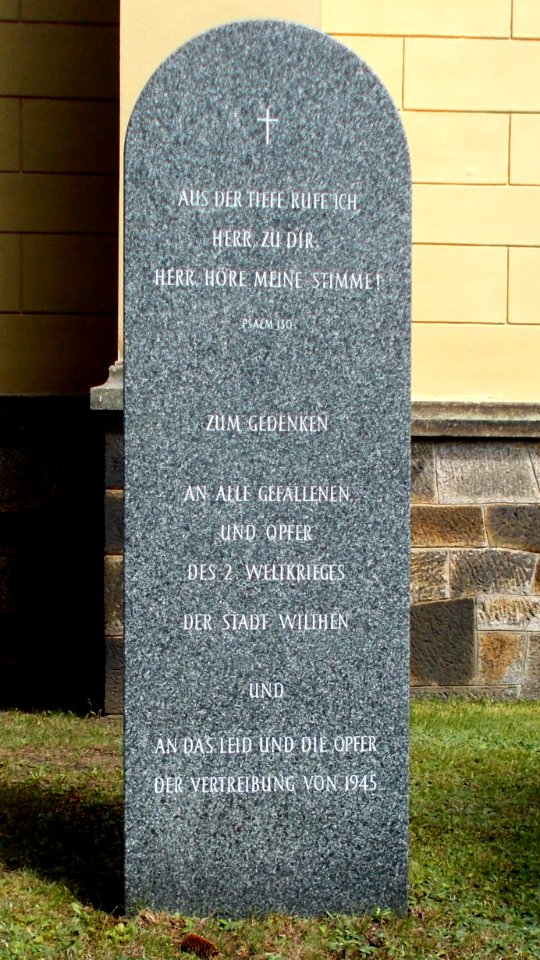 AUS DER TIEFE RUFE ICH,
HERR, ZU DIR.
HERR, HÖRE MEINE STIMME!
PSALM 130
ZUM GEDENKEN
AN ALLE GEFALLENEN
UND OPFER
DES 2. WELTKRIEGES
DER STADT WILTHEN
UND
AN DAS LEID UND DIE OPFER
DER VERTREIBUNG VON 1945